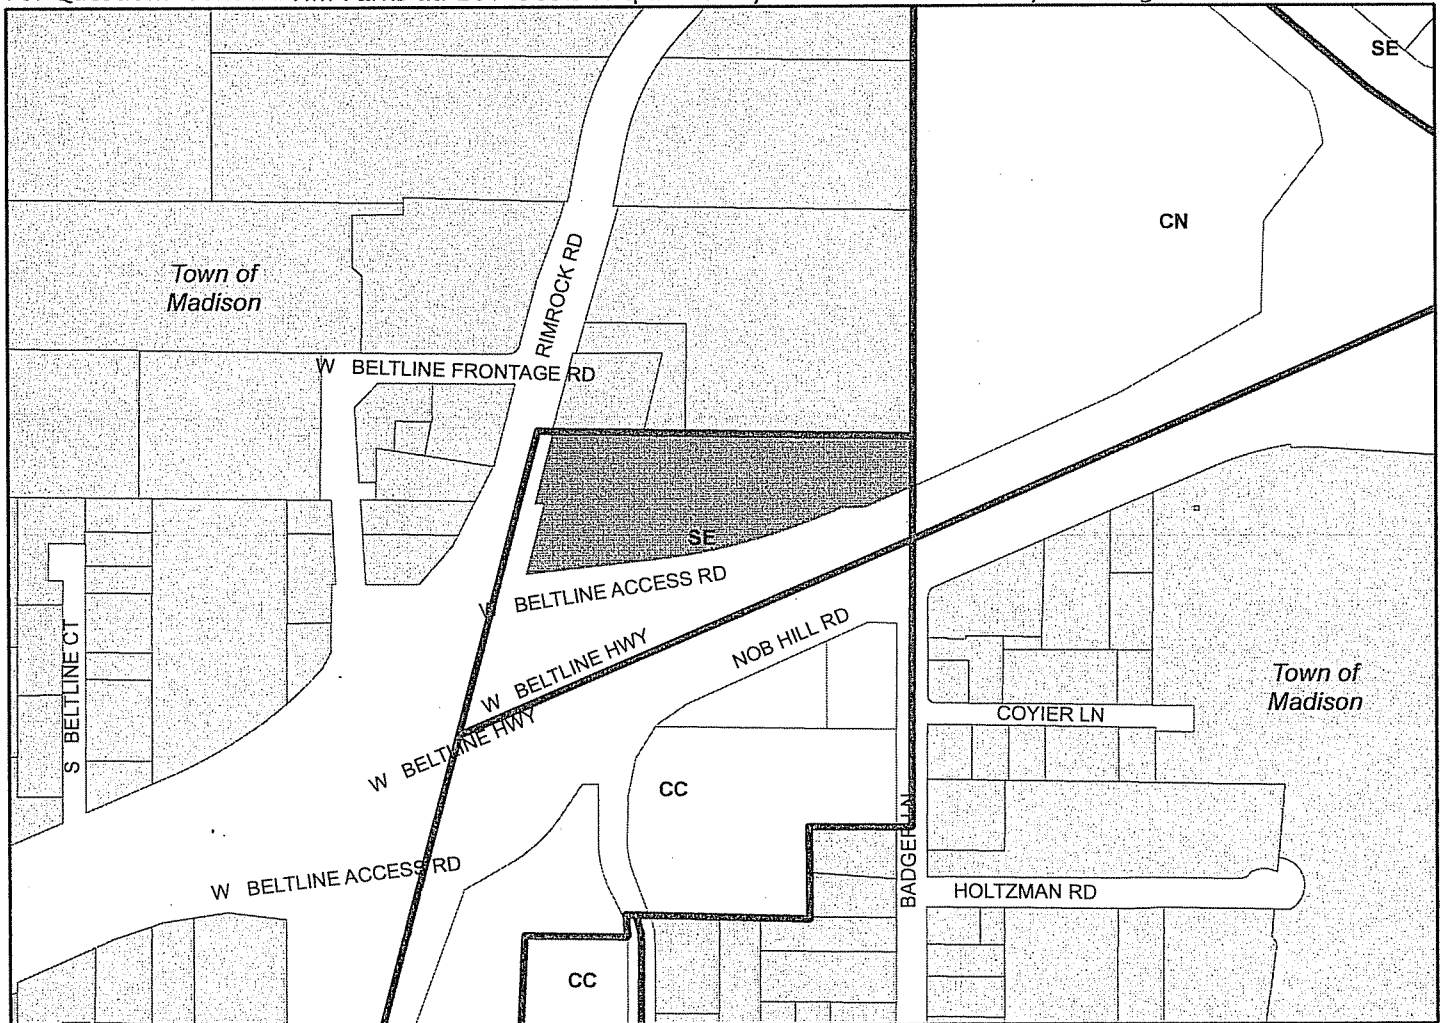 SE
CN
Town of
Madison
RIMROCK RD
W BELTLINE FRONTAGE RD
SE
W BELTLINE ACCESS RD
W BELTLINE HWY
NOB HILL RD
W BELTLINE HWY
S BELTLINE CT
COYIER LN
Town of
Madison
CC
BADGER LN
W BELTLINE ACCESS RD
HOLTZMAN RD
CC